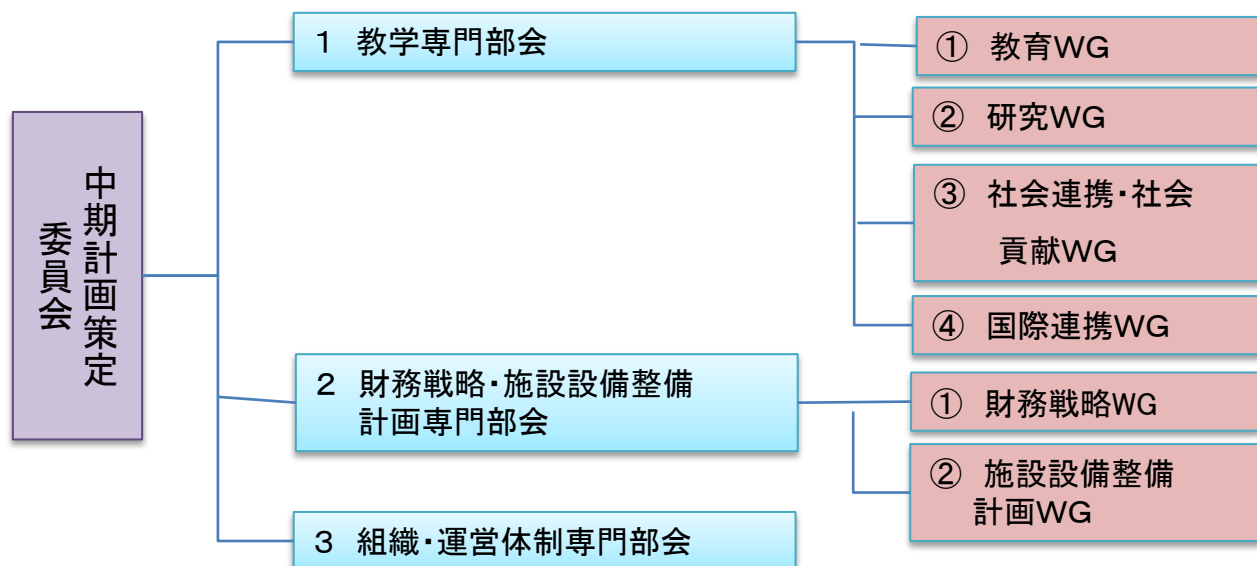 中期計画策定
委員会
１ 教学専門部会
① 教育ＷＧ
② 研究ＷＧ
③ 社会連携・社会
貢献ＷＧ
④ 国際連携ＷＧ
２ 財務戦略・施設設備整備
計画専門部会
① 財務戦略WG
② 施設設備整備
計画ＷＧ
３ 組織・運営体制専門部会